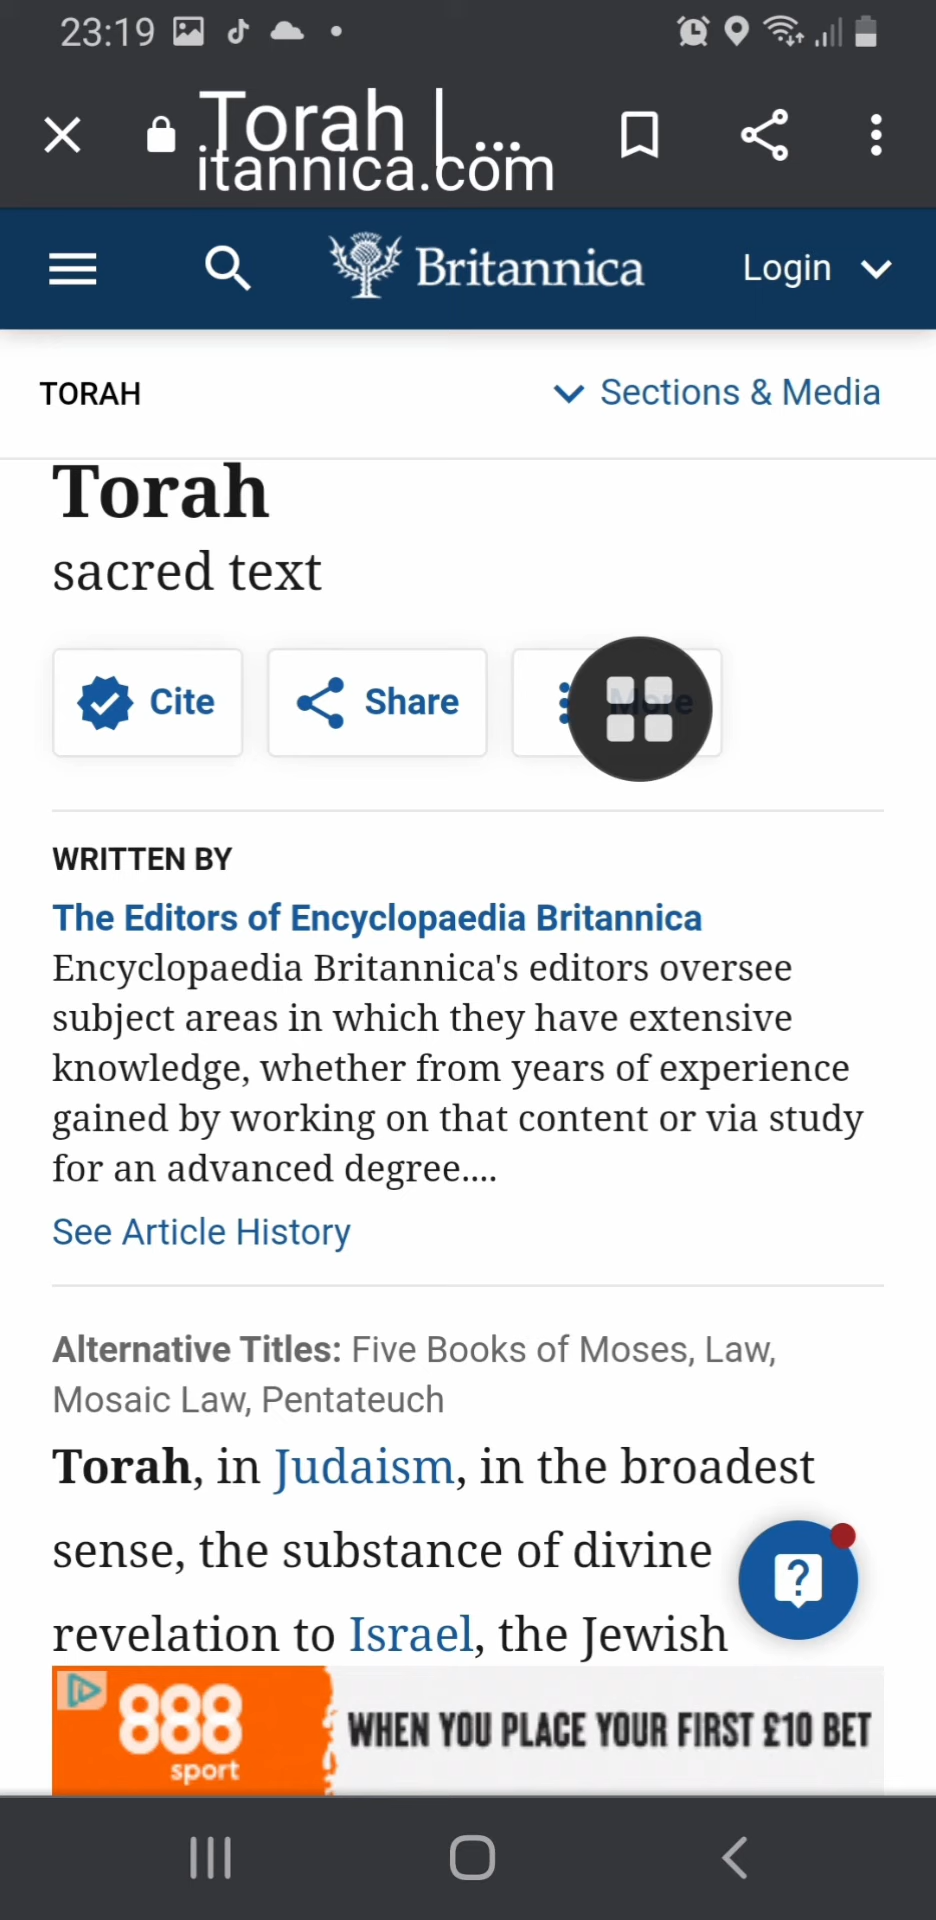 23:19
Torah | ...
itannica.com
Britannica
Login
TORAH
Sections & Media
Torah
sacred text
Cite
Share
More
WRITTEN BY
The Editors of Encyclopaedia Britannica
Encyclopaedia Britannica's editors oversee
subject areas in which they have extensive
knowledge, whether from years of experience
gained by working on that content or via study
for an advanced degree....
See Article History
Alternative Titles: Five Books of Moses, Law,
Mosaic Law, Pentateuch
Torah, in Judaism, in the broadest
sense, the substance of divine
?
revelation to Israel, the Jewish
888
sport
WHEN YOU PLACE YOUR FIRST £10 BET